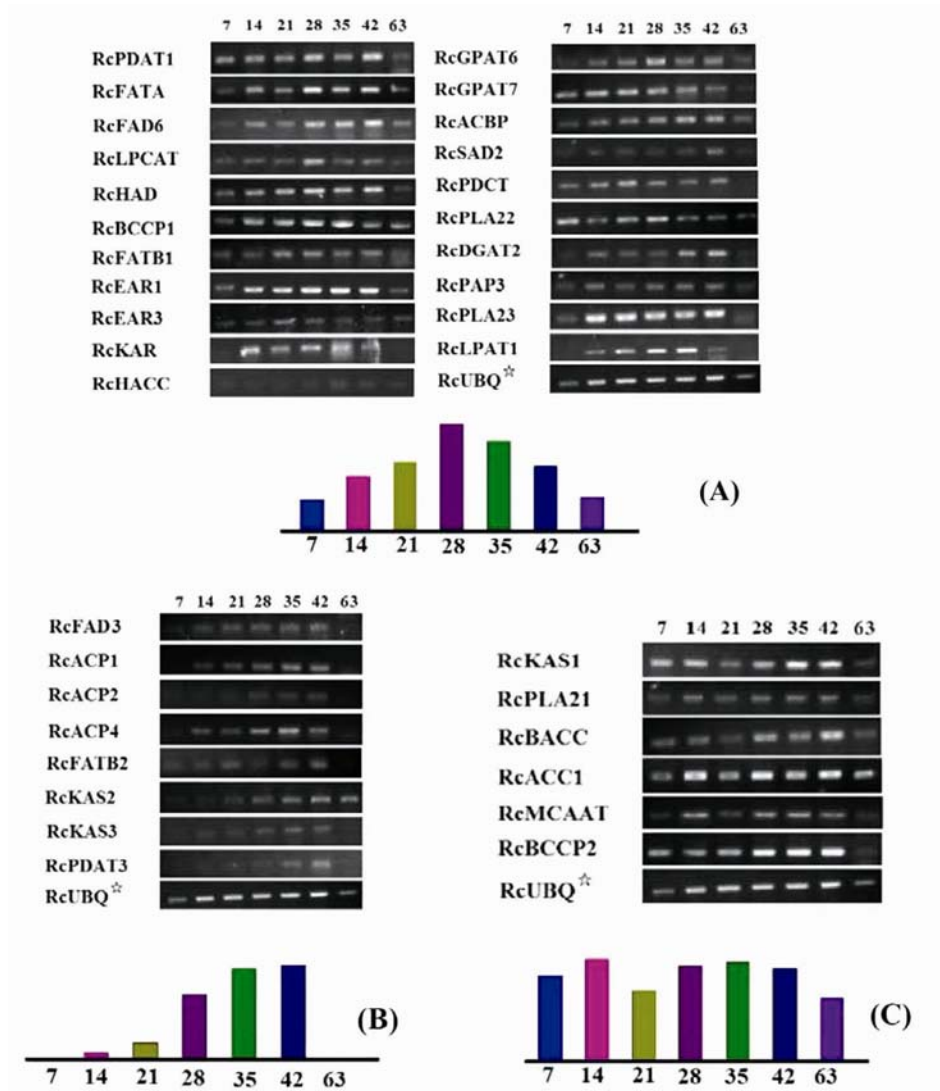 7 14 21 28 35 42 63
RcPDAT1
RcFATA
RcFAD6
RcLPCAT
RcHAD
RcBCCP1
RcFATB1
RcEAR1
RcEAR3
RcKAR
RcHACC
7 14 21 28 35 42 63
RcGPAT6
RcGPAT7
RcACBP
RcSAD2
RcPDCT
RcPLA22
RcDGAT2
RcPAP3
RcPLA23
RcLPAT1
RcUBQ☆
(A)
7 14 21 28 35 42 63
7 14 21 28 35 42 63
RcFAD3
RcACP1
RcACP2
RcACP4
RcFATB2
RcKAS2
RcKAS3
RcPDAT3
RcUBQ☆
(B)
7 14 21 28 35 42 63
7 14 21 28 35 42 63
RcKAS1
RcPLA21
RcBACC
RcACC1
RcMCAAT
RcBCCP2
RcUBQ☆
(C)
7 14 21 28 35 42 63